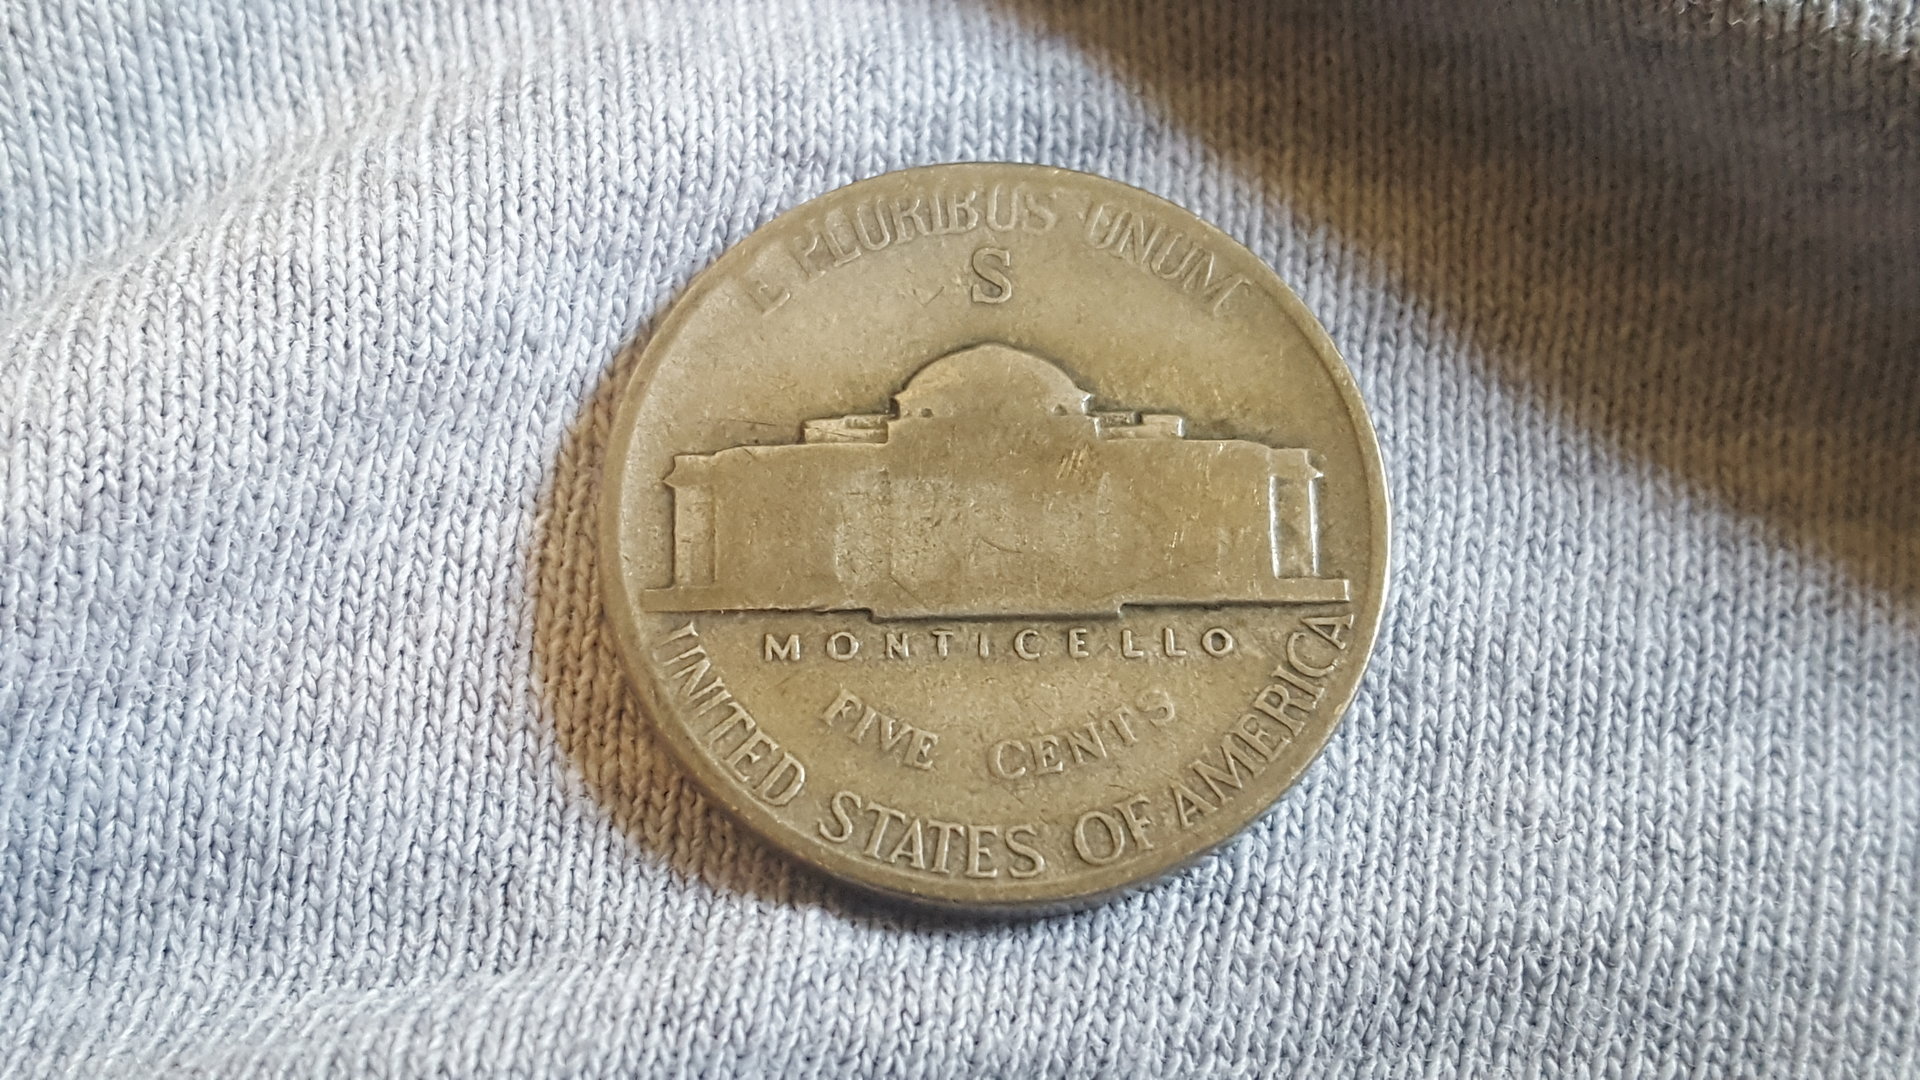 E PLURIBUS UNUM
S
MONTICELLO
FIVE CENTS
UNITED STATES OF AMERICA